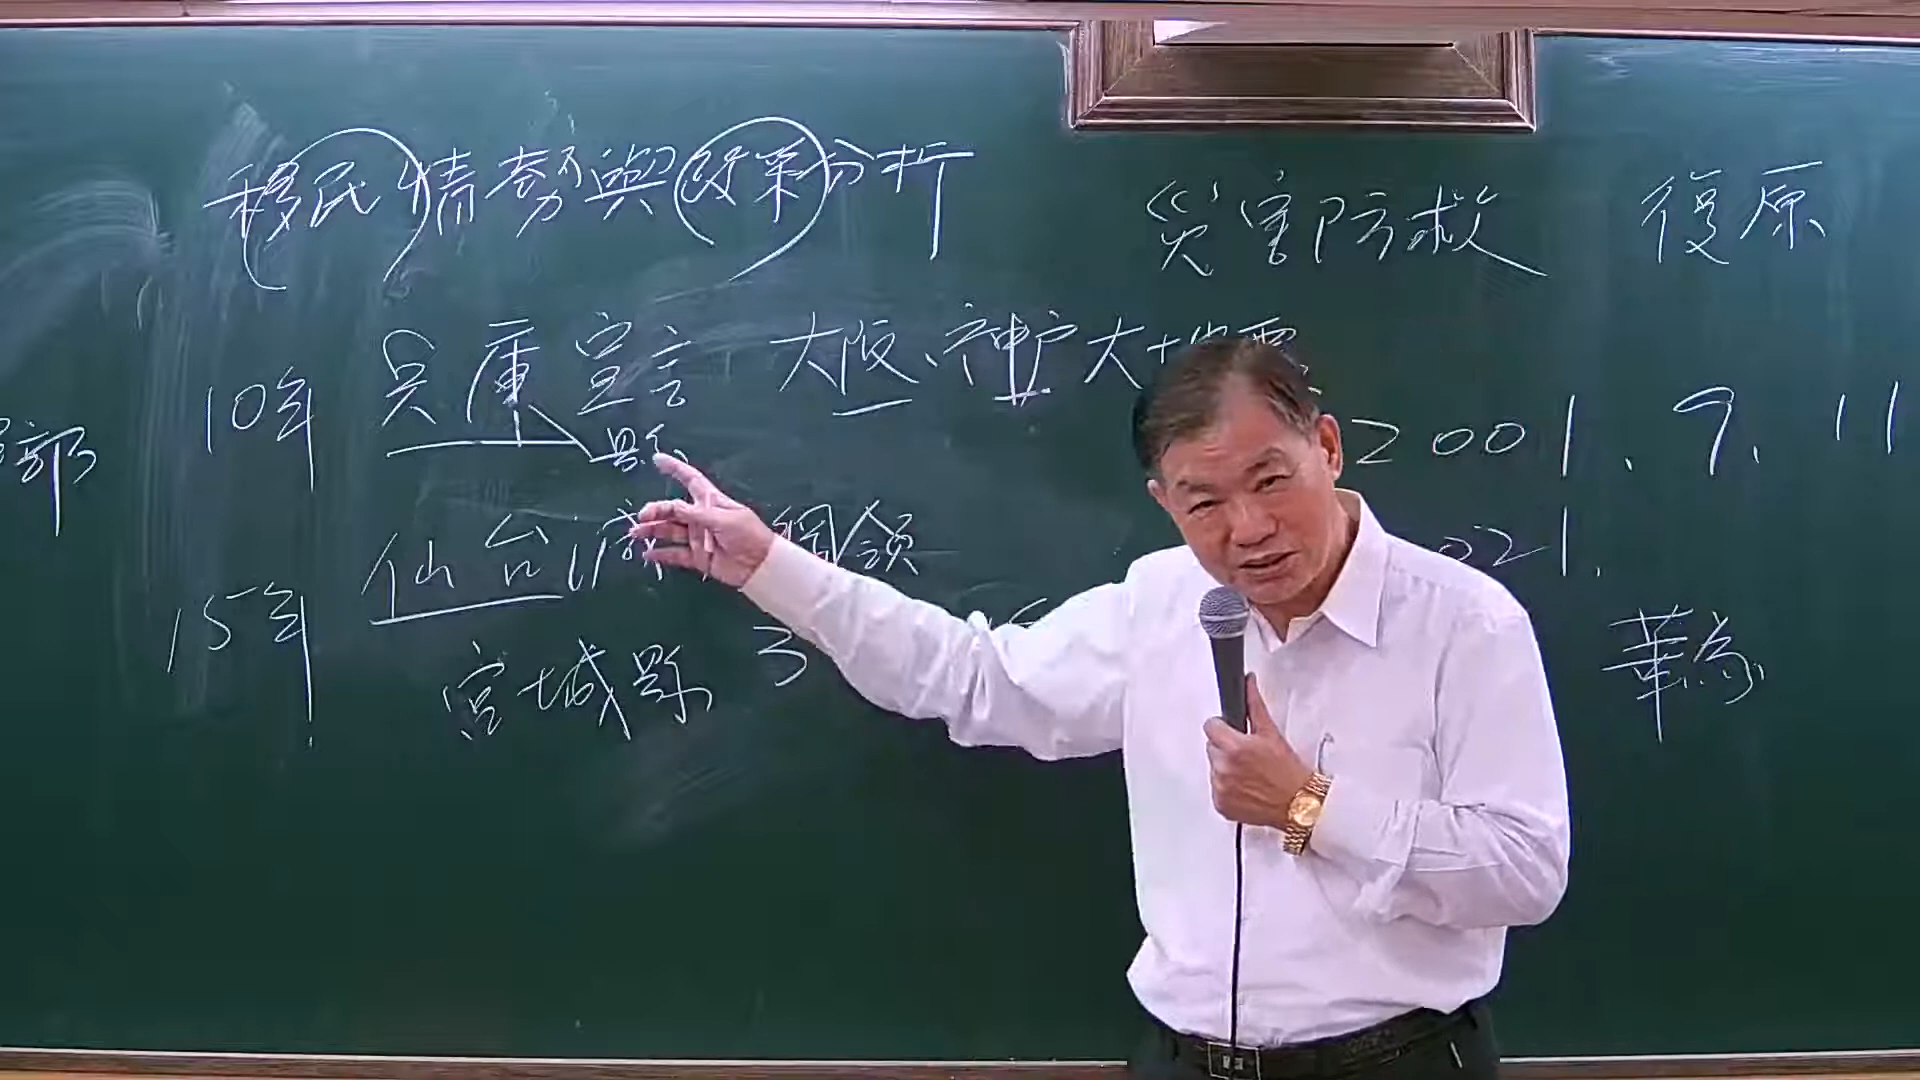 移民情勢與政策分析
災害防救 復原
10年 兵庫宣言 大阪、神戶大地震
縣
2001.9.11
部
仙台減 綱領
021.
15年
宮城縣 3
華為